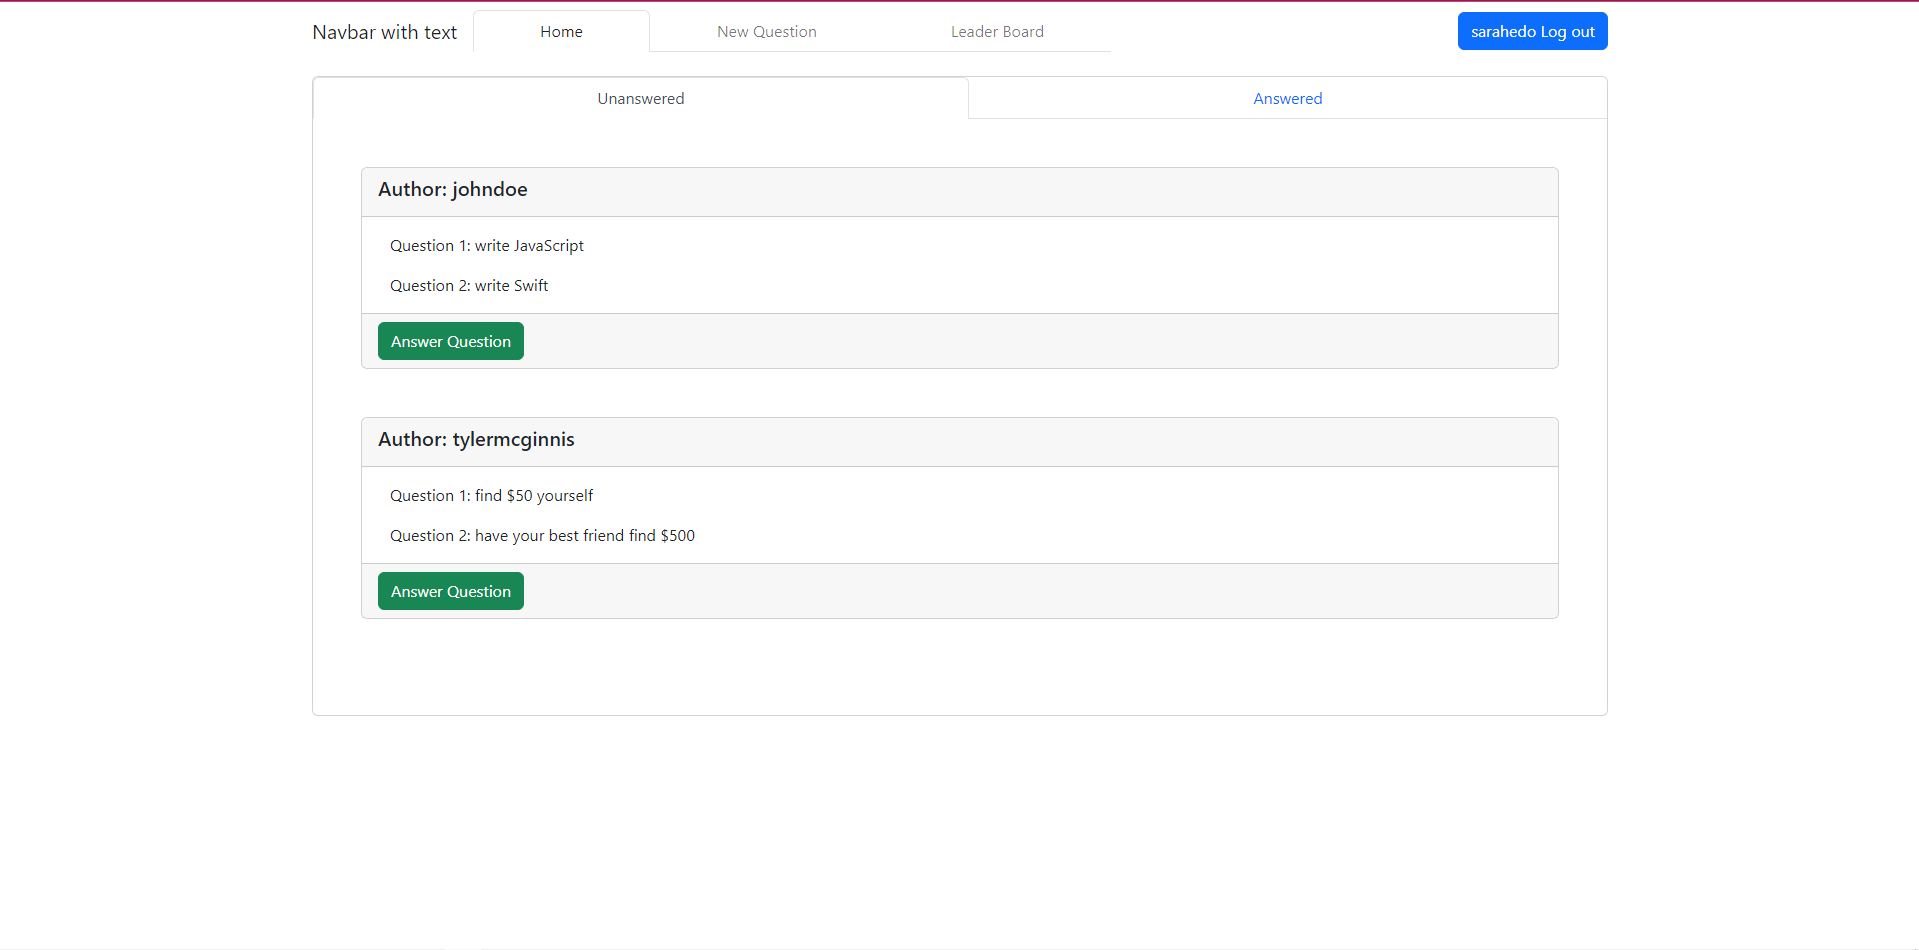 Navbar with text Home New Question Leader Board sarahedo Log out
Unanswered Answered
Author: johndoe
Question 1: write JavaScript
Question 2: write Swift
Answer Question
Author: tylermcginnis
Question 1: find $50 yourself
Question 2: have your best friend find $500
Answer Question